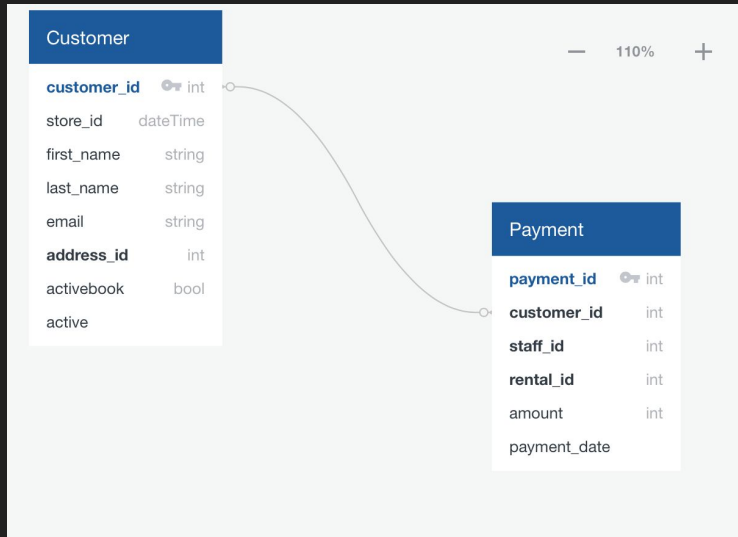 Customer
customer_id int
store_id dateTime
first_name string
last_name string
email string
address_id int
activebook bool
active
110%
Payment
payment_id int
customer_id int
staff_id int
rental_id int
amount int
payment_date